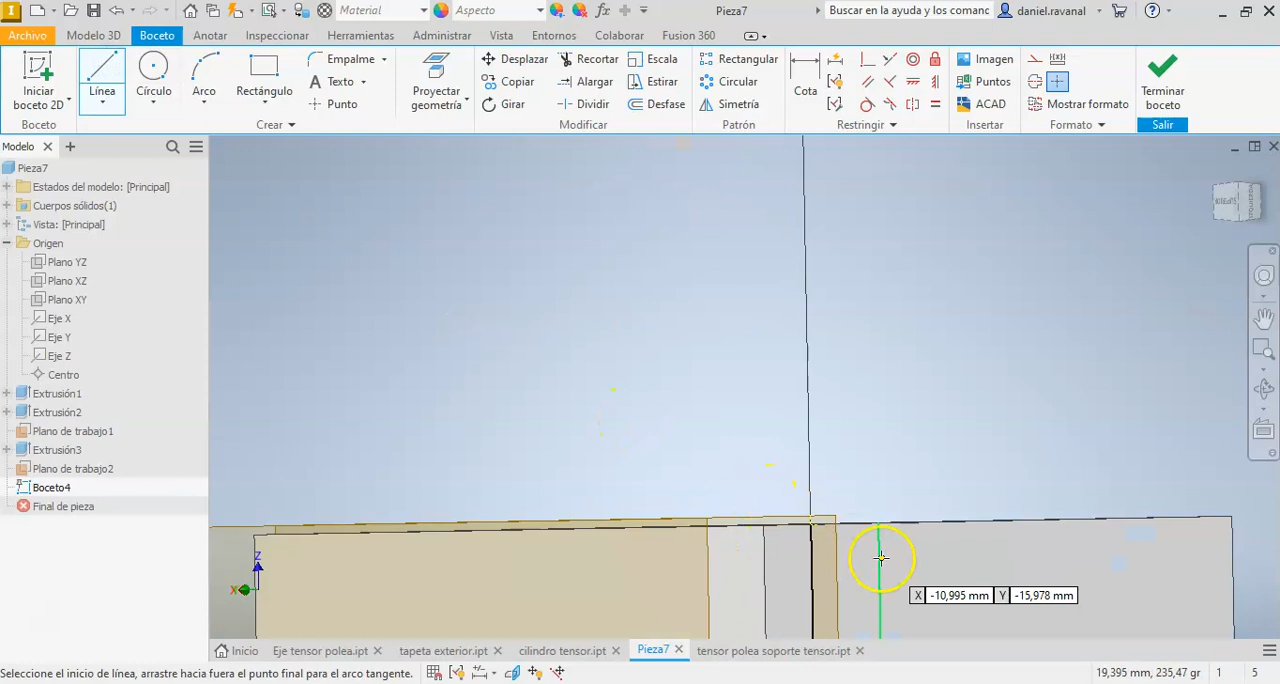 Material
Aspecto
fx
Pieza7
Buscar en la ayuda y los comanc
daniel.ravanal
Archivo Modelo 3D Boceto Anotar Inspeccionar Herramientas Administrar Vista Entornos Colaborar Fusion 360
Iniciar boceto 2D
Línea
Círculo
Arco
Rectángulo
Empalme
Texto
Punto
Proyectar geometría
Desplazar
Copiar
Girar
Recortar
Alargar
Dividir
Escala
Estirar
Desfase
Rectangular
Circular
Simetría
Cota
Imagen
Puntos
ACAD
Mostrar formato
Terminar boceto
Boceto Crear Modificar Patrón Restringir Insertar Formato Salir
Modelo
Pieza7
Estados del modelo: [Principal]
Cuerpos sólidos(1)
Vista: [Principal]
Origen
Plano YZ
Plano XZ
Plano XY
Eje X
Eje Y
Eje Z
Centro
Extrusión1
Extrusión2
Plano de trabajo1
Extrusión3
Plano de trabajo2
Boceto4
Final de pieza
Z
X
X -10,995 mm Y -15,978 mm
Inicio Eje tensor polea.ipt tapeta exterior.ipt cilindro tensor.ipt Pieza7 tensor polea soporte tensor.ipt
Seleccione el inicio de línea, arrastre hacia fuera el punto final para el arco tangente.
19,395 mm, 235,47 gr 1 5